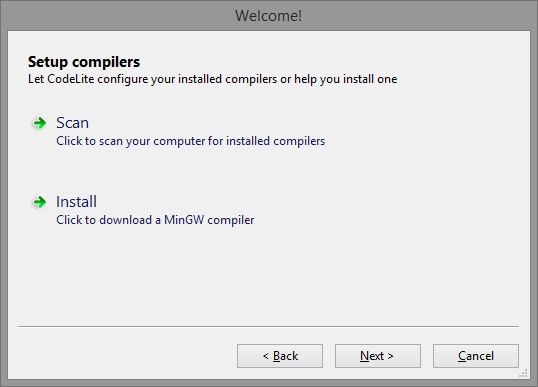 Welcome!
Setup compilers
Let CodeLite configure your installed compilers or help you install one
Scan
Click to scan your computer for installed compilers
Install
Click to download a MinGW compiler
< Back
Next >
Cancel